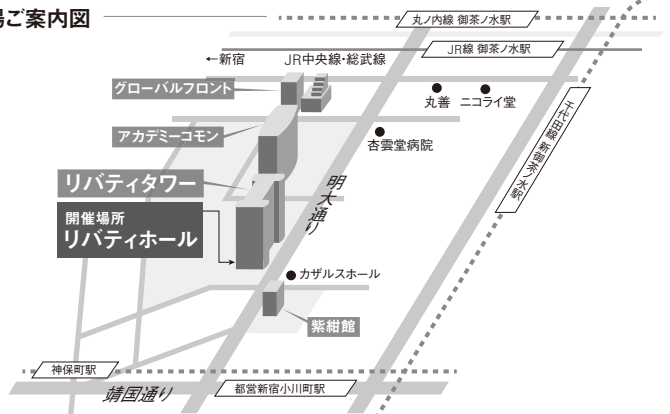 場ご案内図
丸ノ内線 御茶ノ水駅
JR線 御茶ノ水駅
←新宿
JR中央線・総武線
グローバルフロント
丸善
ニコライ堂
千代田線 新御茶ノ水駅
アカデミーコモン
杏雲堂病院
リバティタワー
明大通り
開催場所
リバティホール
カザルスホール
紫紺館
神保町駅
靖国通り
都営新宿小川町駅